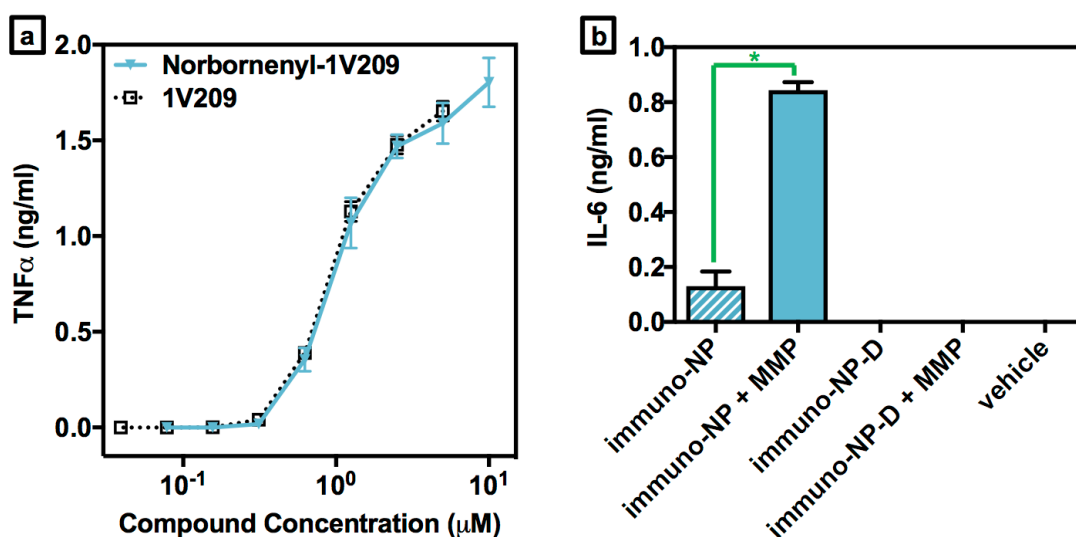 a
2.0
1.5
1.0
0.5
0.0
TNFα (ng/ml)
Norbornenyl-1V209
1V209
10⁻¹
10⁰
10¹
Compound Concentration (μM)
b
1.0
0.8
0.6
0.4
0.2
0.0
IL-6 (ng/ml)
*
immuno-NP
immuno-NP + MMP
immuno-NP-D
immuno-NP-D + MMP
vehicle